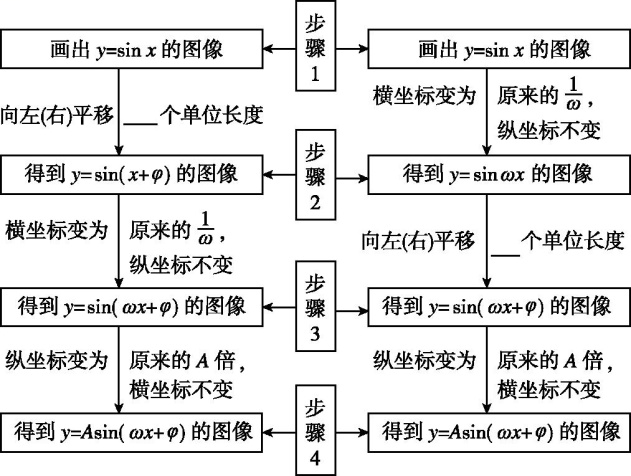 画出 y=sin x 的图像
向左(右)平移 ___ 个单位长度
得到 y=sin(x+φ) 的图像
横坐标变为 原来的 1/ω,
纵坐标不变
得到 y=sin(ωx+φ) 的图像
纵坐标变为 原来的 A 倍,
横坐标不变
得到 y=Asin(ωx+φ) 的图像
步骤1
步骤2
步骤3
步骤4
画出 y=sin x 的图像
横坐标变为 原来的 1/ω,
纵坐标不变
得到 y=sin ωx 的图像
向左(右)平移 ___ 个单位长度
得到 y=sin(ωx+φ) 的图像
纵坐标变为 原来的 A 倍,
横坐标不变
得到 y=Asin(ωx+φ) 的图像